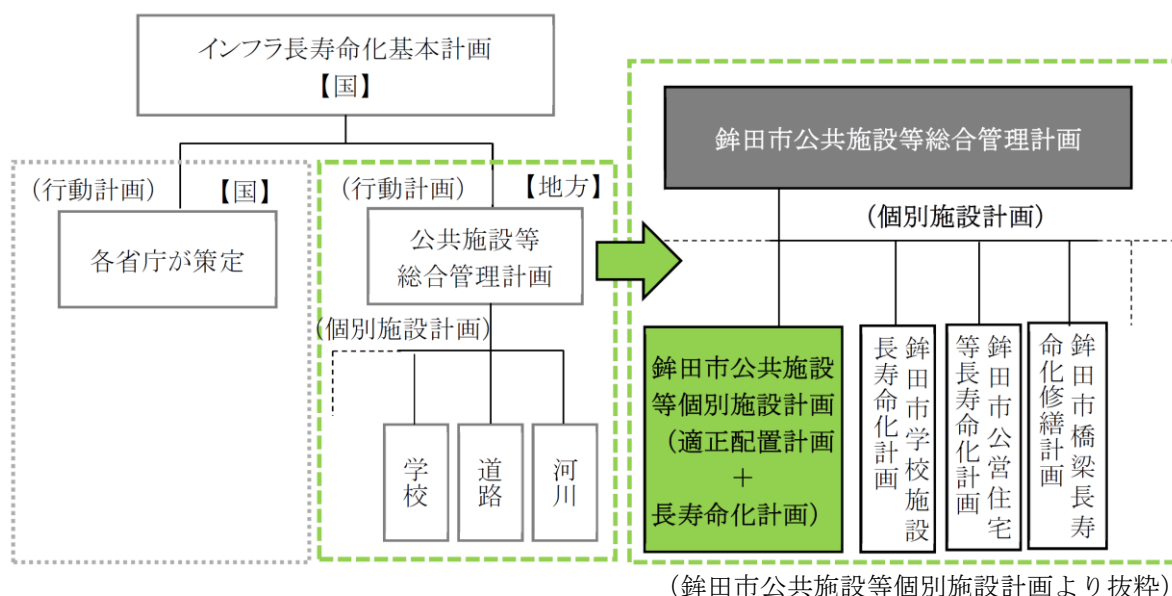 インフラ長寿命化基本計画
【国】
(行動計画)
【国】
各省庁が策定
(行動計画)
【地方】
公共施設等
総合管理計画
(個別施設計画)
学校
道路
河川
鉾田市公共施設等総合管理計画
(個別施設計画)
鉾田市公共施設
等個別施設計画
(適正配置計画
+
長寿命化計画)
鉾田市学校施設
長寿命化計画
鉾田市公営住宅
等長寿命化計画
鉾田市橋梁長寿
命化修繕計画
(鉾田市公共施設等個別施設計画より抜粋)